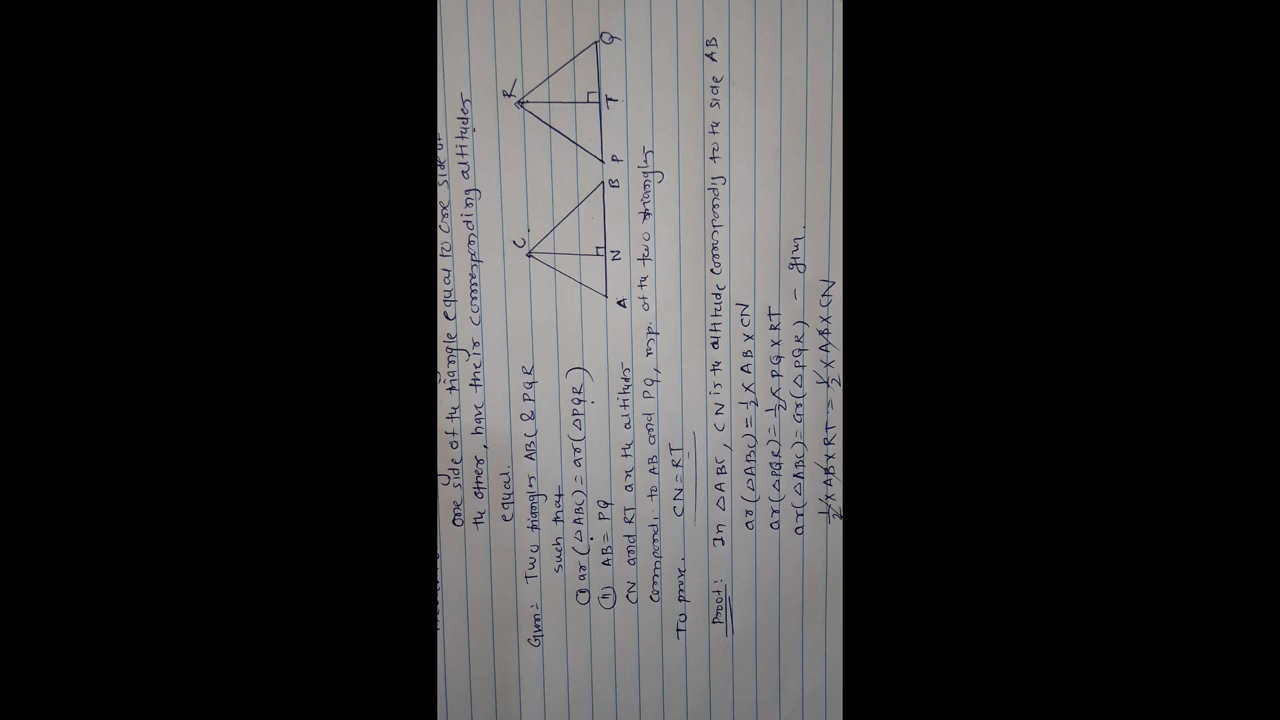 one side of the triangle equal to one side of
the other, have their corresponding altitudes
equal.
Given= Two triangles ABC & PQR
such that
(i) ar(△ABC) = ar(△PQR)
(ii) AB = PQ
CN and RT are the altitudes
correspondi. to AB and PQ, resp. of the two triangles
C
A N B
R
P T Q
To prove. CN = RT
Proof: In △ABC, CN is the altitude correspondig to the side AB
ar(△ABC) = 1/2 X AB X CN
ar(△PQR) = 1/2 X PQ X RT
ar(△ABC) = ar(△PQR) - given.
1/2 X AB X RT = 1/2 X AB X CN